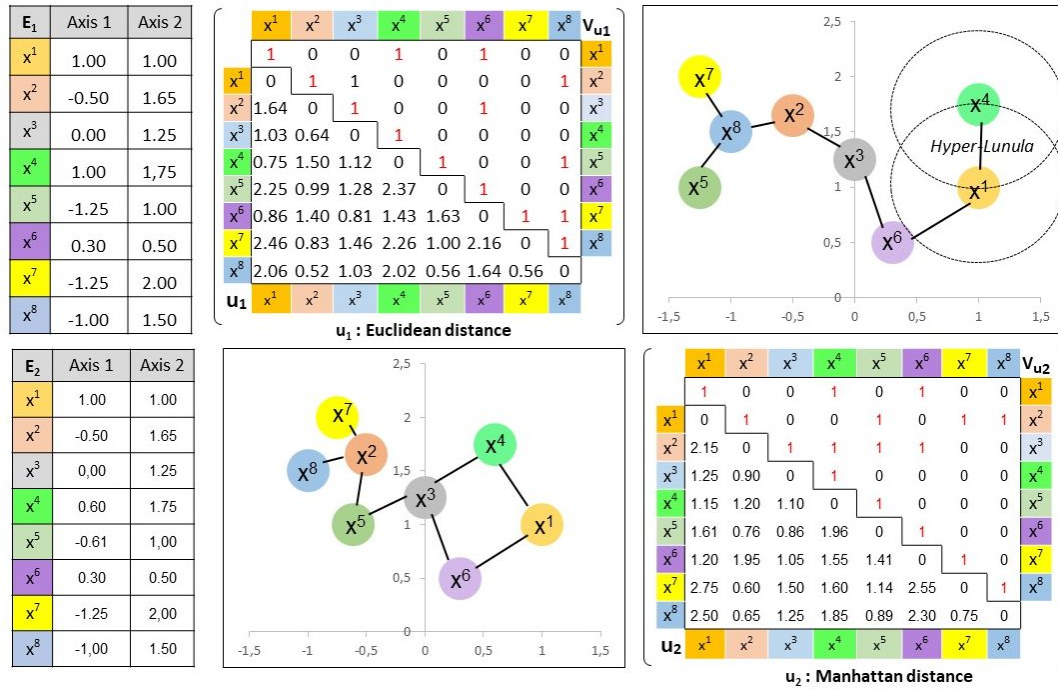 E₁ Axis 1 Axis 2
x¹ 1.00 1.00
x² -0.50 1.65
x³ 0.00 1.25
x⁴ 1.00 1,75
x⁵ -1.25 1.00
x⁶ 0.30 0.50
x⁷ -1.25 2.00
x⁸ -1.00 1.50
x¹ x² x³ x⁴ x⁵ x⁶ x⁷ x⁸ Vᵤ₁
1 0 0 1 0 1 0 0 x¹
x¹ 0 1 1 0 0 0 0 1 x²
x² 1.64 0 1 0 0 1 0 0 x³
x³ 1.03 0.64 0 1 0 0 0 0 x⁴
x⁴ 0.75 1.50 1.12 0 1 0 0 1 x⁵
x⁵ 2.25 0.99 1.28 2.37 0 1 0 0 x⁶
x⁶ 0.86 1.40 0.81 1.43 1.63 0 1 1 x⁷
x⁷ 2.46 0.83 1.46 2.26 1.00 2.16 0 1 x⁸
x⁸ 2.06 0.52 1.03 2.02 0.56 1.64 0.56 0
u₁ x¹ x² x³ x⁴ x⁵ x⁶ x⁷ x⁸
u₁ : Euclidean distance
2,5
2
1,5
1
0,5
0
-1,5 -1 -0,5 0 0,5 1 1,5
x⁷
x⁴
x²
x⁸
Hyper-Lunula
x³
x⁵
x¹
x⁶
E₂ Axis 1 Axis 2
x¹ 1.00 1.00
x² -0.50 1.65
x³ 0,00 1.25
x⁴ 0.60 1.75
x⁵ -0.61 1,00
x⁶ 0.30 0.50
x⁷ -1.25 2,00
x⁸ -1,00 1.50
2,5
2
1,5
1
0,5
0
-1,5 -1 -0,5 0 0,5 1 1,5
x⁷
x⁴
x²
x⁸
x³
x⁵
x¹
x⁶
x¹ x² x³ x⁴ x⁵ x⁶ x⁷ x⁸ Vᵤ₂
1 0 0 1 0 1 0 0 x¹
x¹ 0 1 0 0 1 0 1 1 x²
x² 2.15 0 1 1 1 1 0 0 x³
x³ 1.25 0.90 0 1 0 0 0 0 x⁴
x⁴ 1.15 1.20 1.10 0 1 0 0 0 x⁵
x⁵ 1.61 0.76 0.86 1.96 0 1 0 0 x⁶
x⁶ 1.20 1.95 1.05 1.55 1.41 0 1 0 x⁷
x⁷ 2.75 0.60 1.50 1.60 1.14 2.55 0 1 x⁸
x⁸ 2.50 0.65 1.25 1.85 0.89 2.30 0.75 0
u₂ x¹ x² x³ x⁴ x⁵ x⁶ x⁷ x⁸
u₂ : Manhattan distance